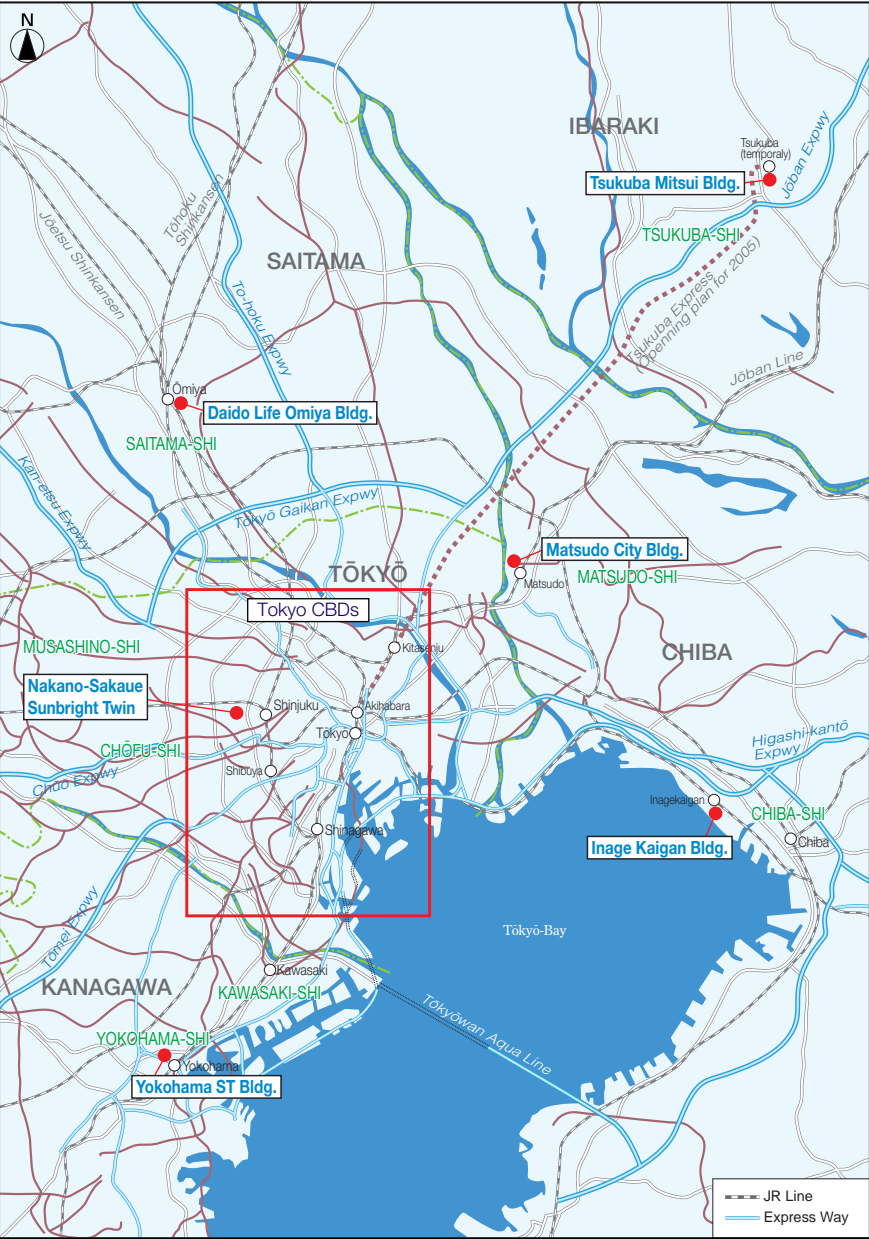 N
IBARAKI
Tsukuba
(temporaly)
Jōban Expwy
Tsukuba Mitsui Bldg.
TSUKUBA-SHI
Tōhoku
Shinkansen
Jōetsu Shinkansen
SAITAMA
To-hoku Expwy
Tsukuba Express
(Openning plan for 2005)
Jōban Line
Ōmiya
Daido Life Omiya Bldg.
SAITAMA-SHI
Kan-etsu Expwy
Tōkyō Gaikan Expwy
Matsudo City Bldg.
TŌKYŌ
Matsudo
MATSUDO-SHI
Tokyo CBDs
MUSASHINO-SHI
Kitasenju
CHIBA
Nakano-Sakaue
Sunbright Twin
Shinjuku
Akihabara
Tōkyō
CHŌFU-SHI
Higashi-kantō
Expwy
Chuo Expwy
Shibuya
Inagekaigan
CHIBA-SHI
Shinagawa
Chiba
Inage Kaigan Bldg.
Tōmei Expwy
Tōkyō-Bay
Kawasaki
KANAGAWA
KAWASAKI-SHI
Tōkyōwan Aqua Line
YOKOHAMA-SHI
Yokohama
Yokohama ST Bldg.
JR Line
Express Way